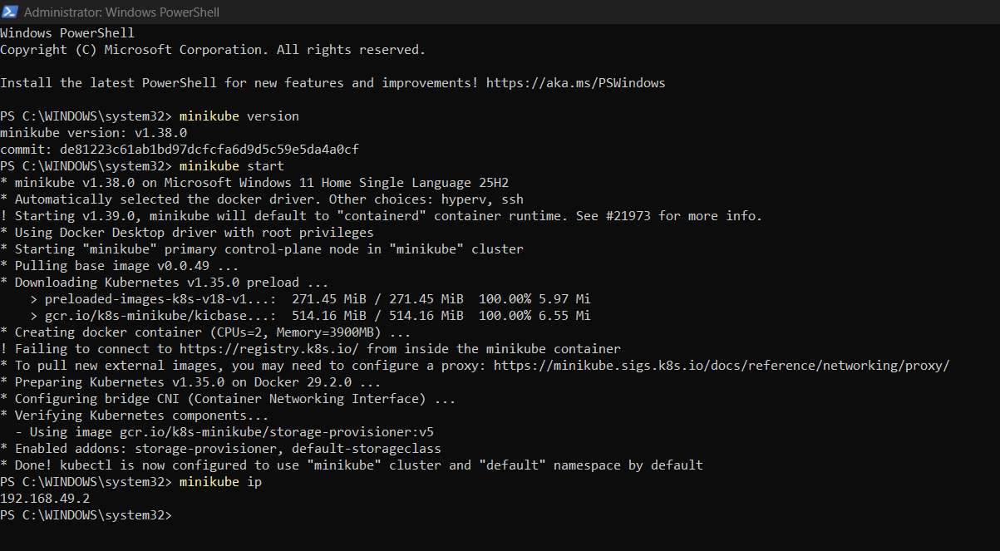 Administrator: Windows PowerShell
Windows PowerShell
Copyright (C) Microsoft Corporation. All rights reserved.
Install the latest PowerShell for new features and improvements! https://aka.ms/PSWindows
PS C:\WINDOWS\system32> minikube version
minikube version: v1.38.0
commit: de81223c61ab1bd97dcfcfa6d9d5c59e5da4a0cf
PS C:\WINDOWS\system32> minikube start
* minikube v1.38.0 on Microsoft Windows 11 Home Single Language 25H2
* Automatically selected the docker driver. Other choices: hyperv, ssh
! Starting v1.39.0, minikube will default to "containerd" container runtime. See #21973 for more info.
* Using Docker Desktop driver with root privileges
* Starting "minikube" primary control-plane node in "minikube" cluster
* Pulling base image v0.0.49 ...
* Downloading Kubernetes v1.35.0 preload ...
    > preloaded-images-k8s-v18-v1...:  271.45 MiB / 271.45 MiB  100.00% 5.97 Mi
    > gcr.io/k8s-minikube/kicbase...:  514.16 MiB / 514.16 MiB  100.00% 6.55 Mi
* Creating docker container (CPUs=2, Memory=3900MB) ...
! Failing to connect to https://registry.k8s.io/ from inside the minikube container
* To pull new external images, you may need to configure a proxy: https://minikube.sigs.k8s.io/docs/reference/networking/proxy/
* Preparing Kubernetes v1.35.0 on Docker 29.2.0 ...
* Configuring bridge CNI (Container Networking Interface) ...
* Verifying Kubernetes components...
  - Using image gcr.io/k8s-minikube/storage-provisioner:v5
* Enabled addons: storage-provisioner, default-storageclass
* Done! kubectl is now configured to use "minikube" cluster and "default" namespace by default
PS C:\WINDOWS\system32> minikube ip
192.168.49.2
PS C:\WINDOWS\system32>